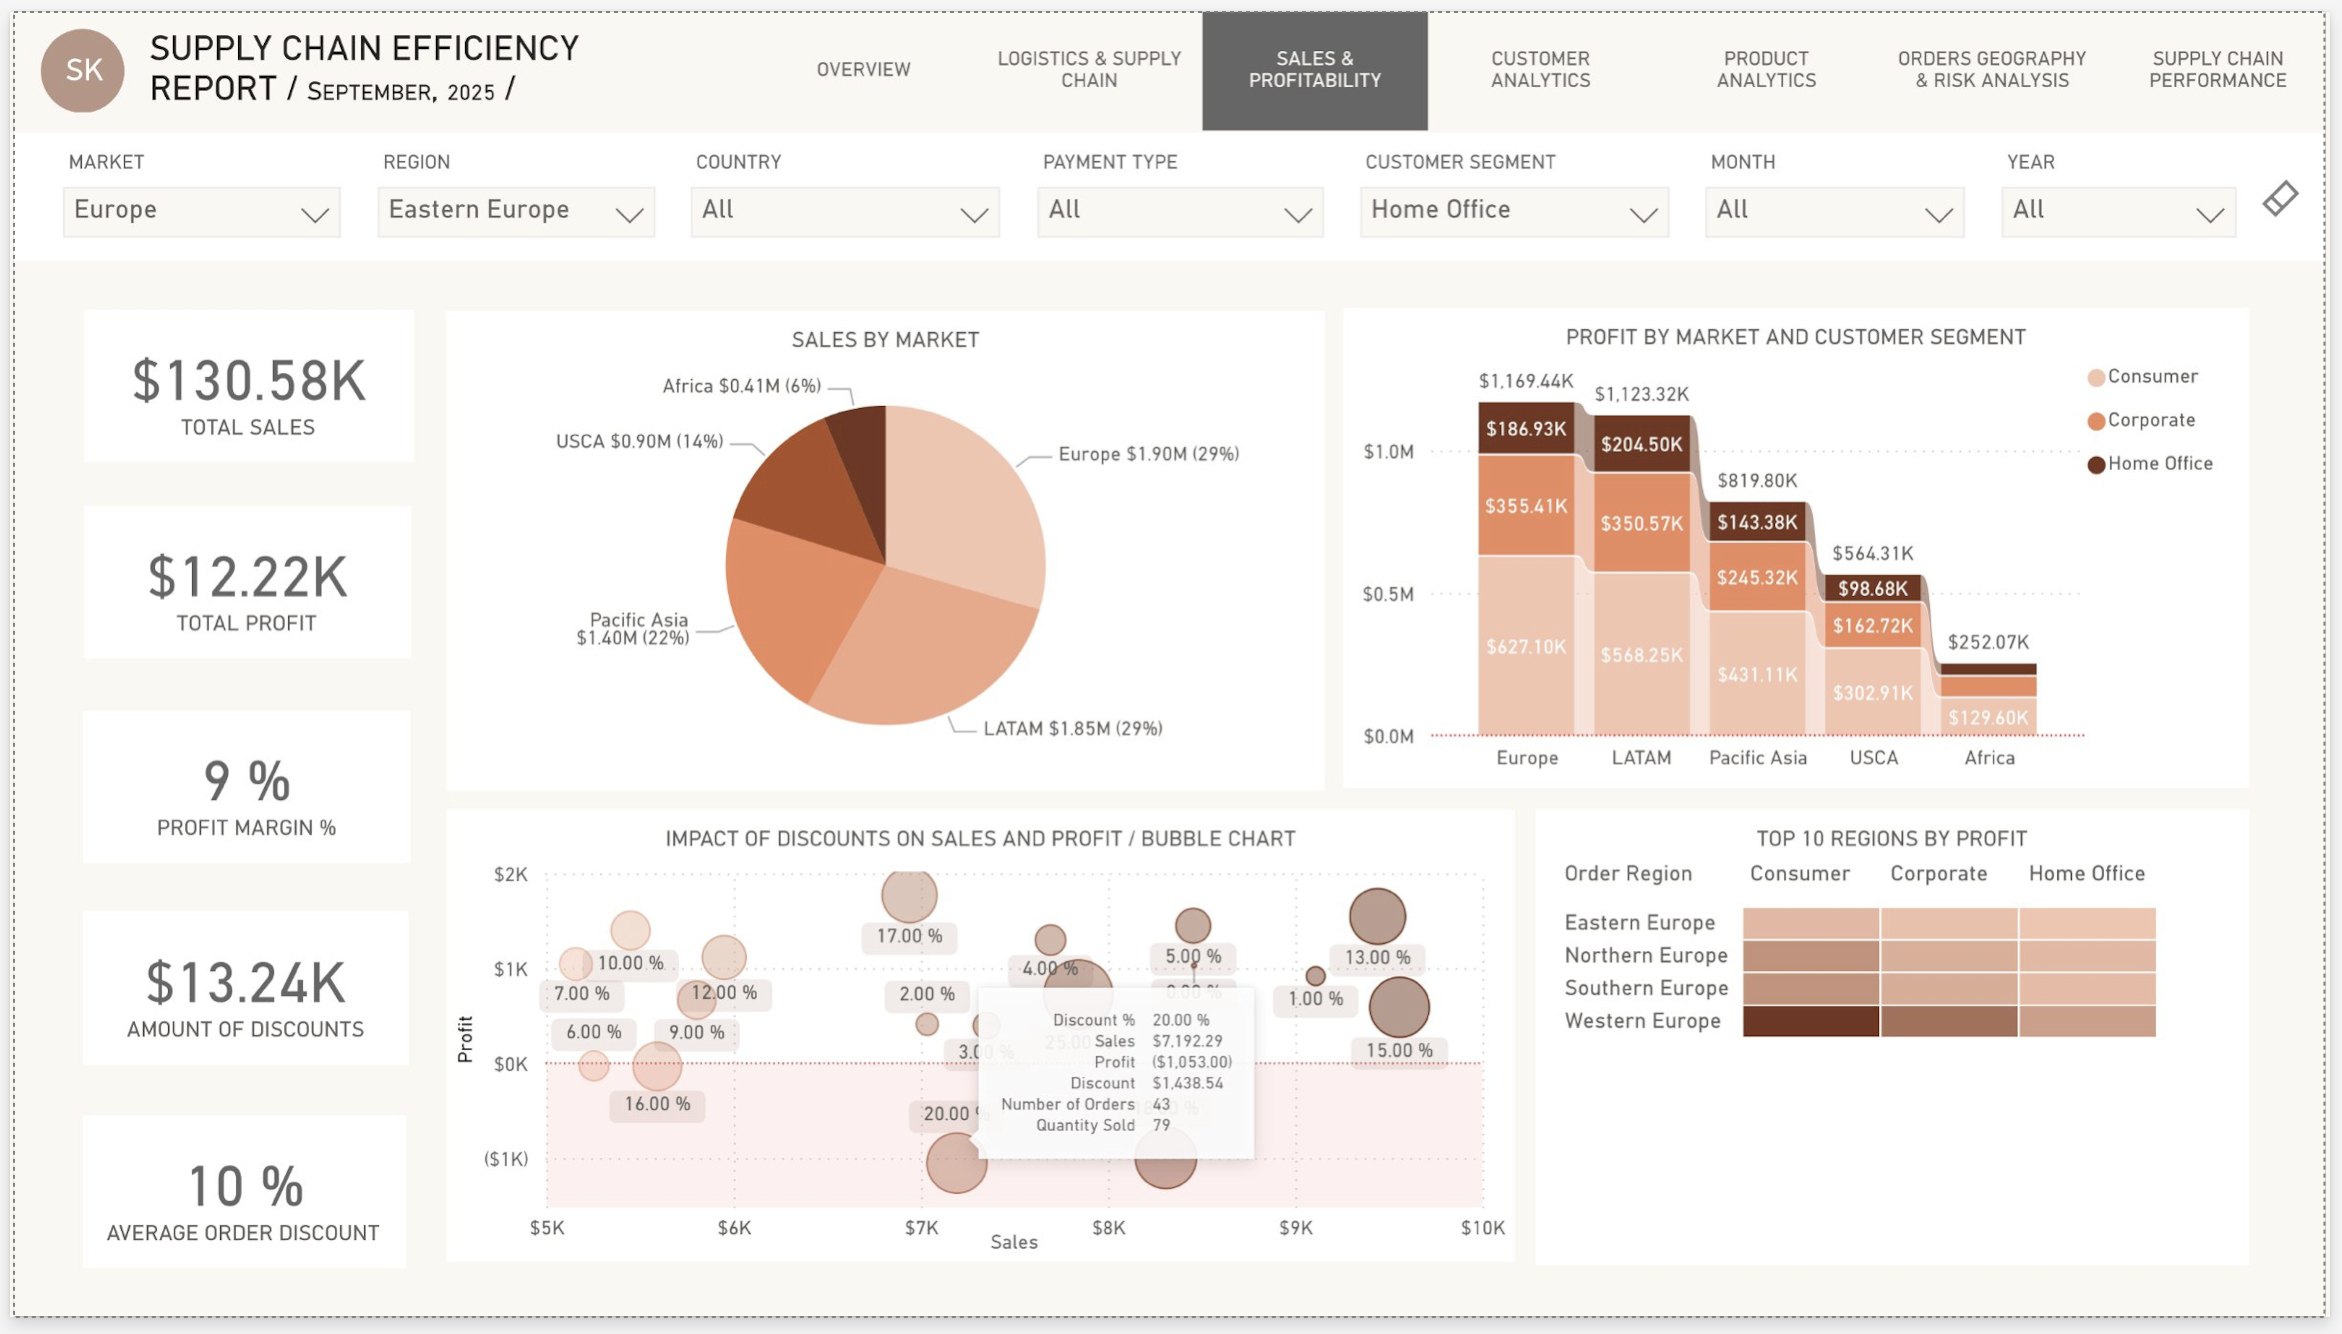 SK
SUPPLY CHAIN EFFICIENCY
REPORT / SEPTEMBER, 2025 /
OVERVIEW
LOGISTICS & SUPPLY
CHAIN
SALES &
PROFITABILITY
CUSTOMER
ANALYTICS
PRODUCT
ANALYTICS
ORDERS GEOGRAPHY
& RISK ANALYSIS
SUPPLY CHAIN
PERFORMANCE
MARKET
Europe
REGION
Eastern Europe
COUNTRY
All
PAYMENT TYPE
All
CUSTOMER SEGMENT
Home Office
MONTH
All
YEAR
All
$130.58K
TOTAL SALES
$12.22K
TOTAL PROFIT
9 %
PROFIT MARGIN %
$13.24K
AMOUNT OF DISCOUNTS
10 %
AVERAGE ORDER DISCOUNT
SALES BY MARKET
Africa $0.41M (6%)
USCA $0.90M (14%)
Europe $1.90M (29%)
Pacific Asia
$1.40M (22%)
LATAM $1.85M (29%)
PROFIT BY MARKET AND CUSTOMER SEGMENT
Consumer
Corporate
Home Office
$1.0M
$0.5M
$0.0M
$1,169.44K
$186.93K
$355.41K
$627.10K
$1,123.32K
$204.50K
$350.57K
$568.25K
$819.80K
$143.38K
$245.32K
$431.11K
$564.31K
$98.68K
$162.72K
$302.91K
$252.07K
$129.60K
Europe
LATAM
Pacific Asia
USCA
Africa
IMPACT OF DISCOUNTS ON SALES AND PROFIT / BUBBLE CHART
Profit
$2K
$1K
$0K
($1K)
17.00 %
10.00 %
7.00 %
12.00 %
6.00 %
9.00 %
16.00 %
2.00 %
4.00 %
5.00 %
0.00 %
13.00 %
1.00 %
15.00 %
3.00 %
25.00
20.00 %
Discount % 20.00 %
Sales $7,192.29
Profit ($1,053.00)
Discount $1,438.54
Number of Orders 43
Quantity Sold 79
$5K
$6K
$7K
$8K
$9K
$10K
Sales
TOP 10 REGIONS BY PROFIT
Order Region Consumer Corporate Home Office
Eastern Europe
Northern Europe
Southern Europe
Western Europe